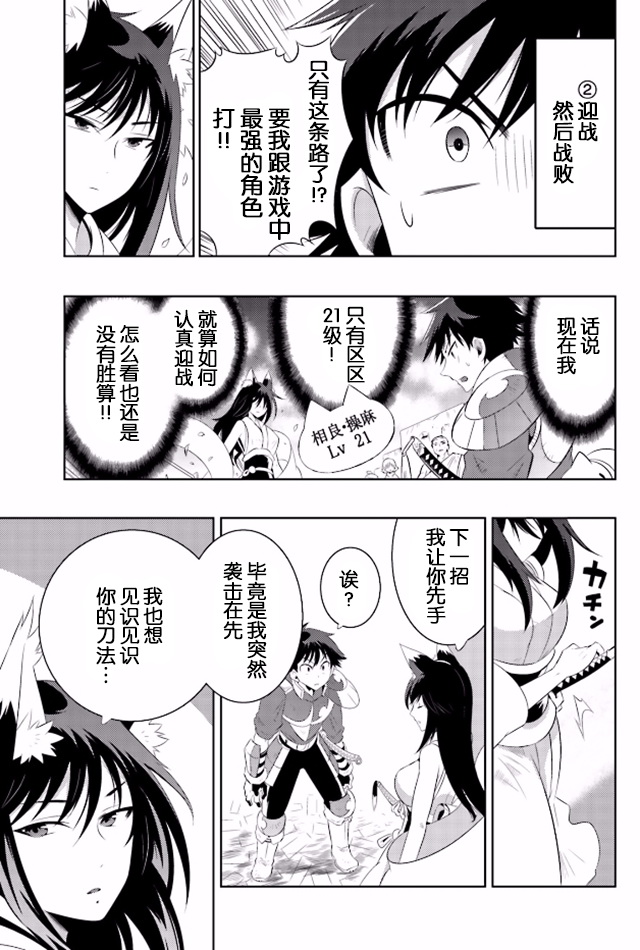 ②迎战
然后战败
只有这条路了!?
要我跟游戏中
最强的角色
打!!
话说
现在我
只有区区
21级！
相良·操麻
Lv 21
就算如何
认真迎战
怎么看也还是
没有胜算!!
カチン
下一招
我让你先手
诶?
毕竟是我突然
袭击在先
我也想
见识见识
你的刀法…